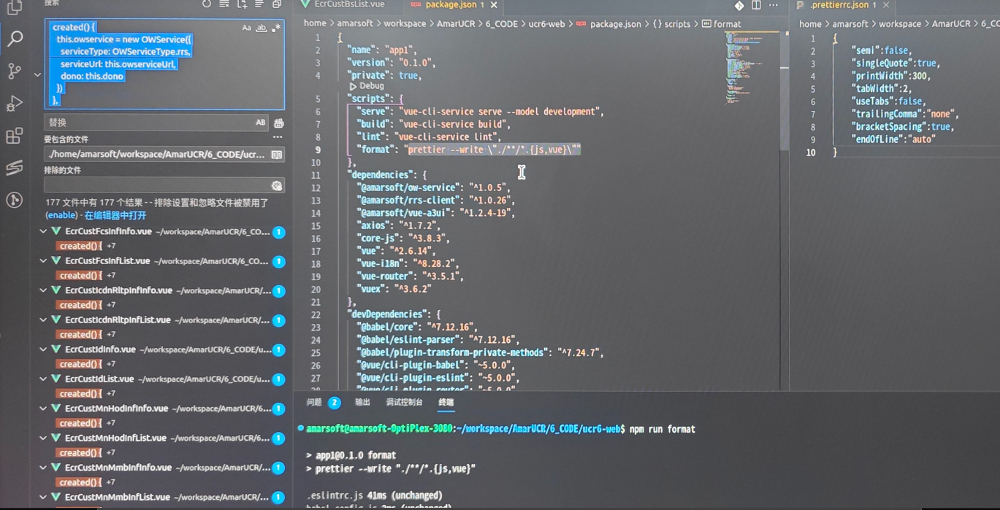 搜索
created() {
this.owservice = new OWService({
serviceType: OWServiceType.rrs,
serviceUrl: this.owserviceUrl,
dono: this.dono
})
},
Aa ab .*
替换
AB
要包含的文件
./home/amarsoft/workspace/AmarUCR/6_CODE/ucr...
排除的文件
177 文件中有 177 个结果 - - 排除设置和忽略文件被禁用了
(enable) - 在编辑器中打开
EcrCustFcsInfInfo.vue ~/workspace/AmarUCR/6_CO... 1
created() { +7
EcrCustFcsInfList.vue ~/workspace/AmarUCR/6_CO... 1
created() { +7
EcrCustIcdnRltpInfInfo.vue ~/workspace/AmarUCR/... 1
created() { +7
EcrCustIcdnRltpInfList.vue ~/workspace/AmarUCR/... 1
created() { +7
EcrCustIdInfo.vue ~/workspace/AmarUCR/6_CODE/u... 1
created() { +7
EcrCustIdList.vue ~/workspace/AmarUCR/6_CODE/u... 1
created() { +7
EcrCustMnHodInfInfo.vue ~/workspace/AmarUCR/6... 1
created() { +7
EcrCustMnHodInfList.vue ~/workspace/AmarUCR/6... 1
created() { +7
EcrCustMnMmbInfInfo.vue ~/workspace/AmarUCR/... 1
created() { +7
EcrCustMnMmbInfList.vue ~/workspace/AmarUCR/... 1
EcrCustBsList.vue
package.json 1
home > amarsoft > workspace > AmarUCR > 6_CODE > ucr6-web > package.json > {} scripts > format
1 {
2 "name": "app1",
3 "version": "0.1.0",
4 "private": true,
Debug
5 "scripts": {
6 "serve": "vue-cli-service serve --model development",
7 "build": "vue-cli-service build",
8 "lint": "vue-cli-service lint",
9 "format": "prettier --write \"./**/*.{js,vue}\""
10 },
11 "dependencies": {
12 "@amarsoft/ow-service": "^1.0.5",
13 "@amarsoft/rrs-client": "^1.0.26",
14 "@amarsoft/vue-a3ui": "^1.2.4-19",
15 "axios": "^1.7.2",
16 "core-js": "^3.8.3",
17 "vue": "^2.6.14",
18 "vue-i18n": "^8.28.2",
19 "vue-router": "^3.5.1",
20 "vuex": "^3.6.2"
21 },
22 "devDependencies": {
23 "@babel/core": "^7.12.16",
24 "@babel/eslint-parser": "^7.12.16",
25 "@babel/plugin-transform-private-methods": "^7.24.7",
26 "@vue/cli-plugin-babel": "~5.0.0",
27 "@vue/cli-plugin-eslint": "~5.0.0",
28 "@vue/cli-plugin-router": "~5.0.0",
.prettierrc.json 1
home > amarsoft > workspace > AmarUCR > 6_CC
1 {
2 "semi":false,
3 "singleQuote":true,
4 "printWidth":300,
5 "tabWidth":2,
6 "useTabs":false,
7 "trailingComma":"none",
8 "bracketSpacing":true,
9 "endOfLine":"auto"
10 }
问题 2 输出 调试控制台 终端
amarsoft@amarsoft-OptiPlex-3080:~/workspace/AmarUCR/6_CODE/ucr6-web$ npm run format
> app1@0.1.0 format
> prettier --write "./**/*.{js,vue}"
.eslintrc.js 41ms (unchanged)
babel.config.js 2ms (unchanged)